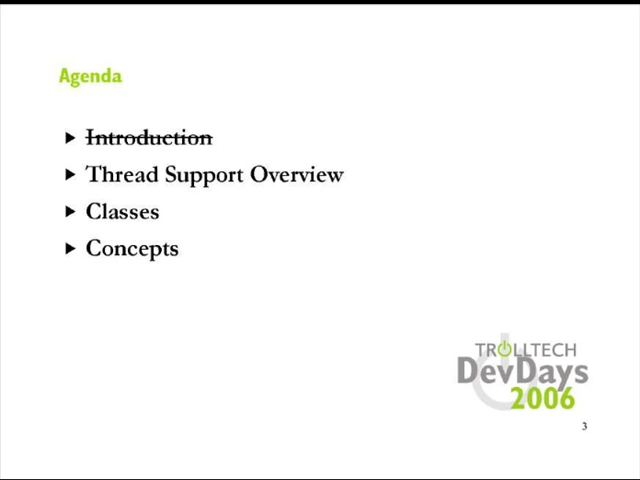 Agenda
Introduction
Thread Support Overview
Classes
Concepts
TROLLTECH
DevDays
2006
3